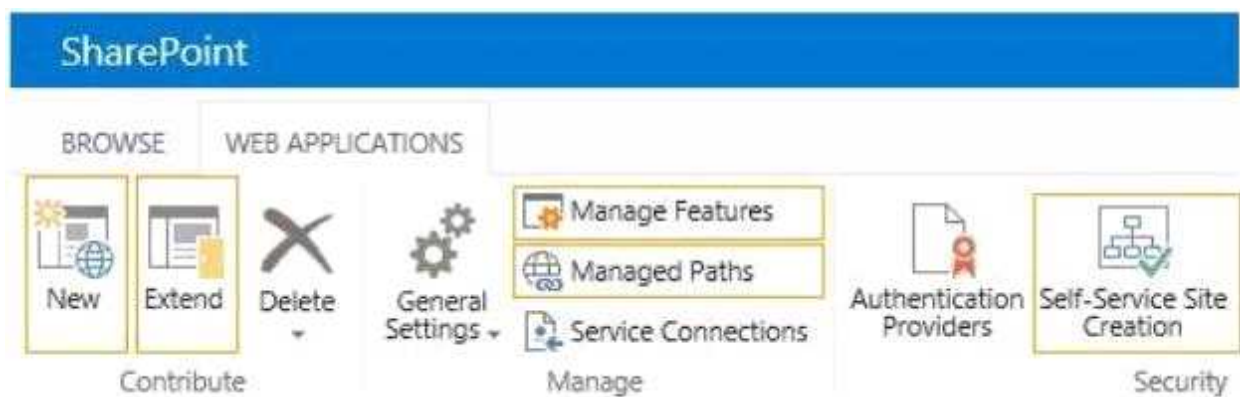 SharePoint
BROWSE
WEB APPLICATIONS
New
Extend
Delete
General
Settings
Manage Features
Managed Paths
Service Connections
Authentication
Providers
Self-Service Site
Creation
Contribute
Manage
Security